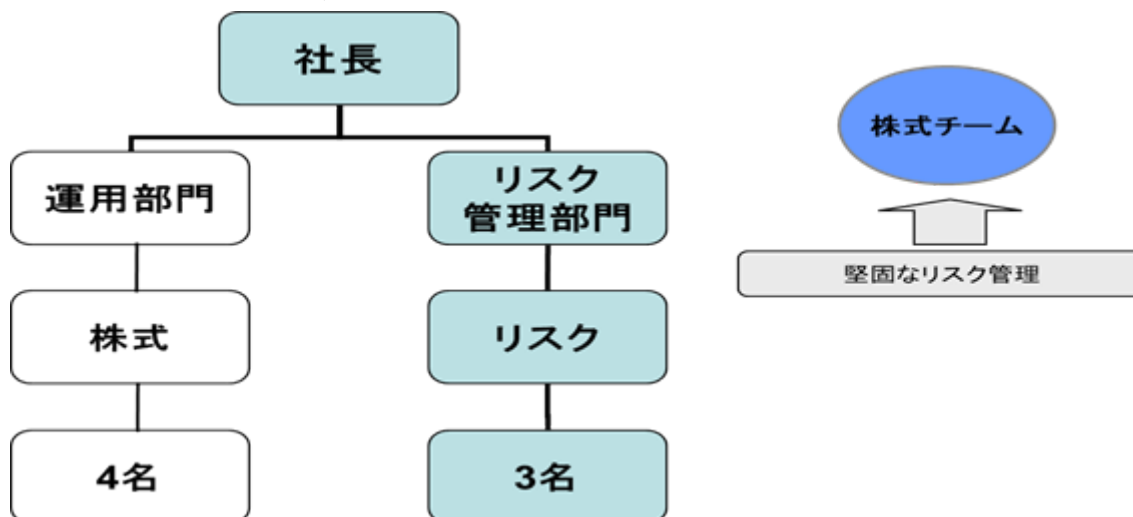 社長
運用部門
リスク
管理部門
株式
リスク
4名
3名
株式チーム
堅固なリスク管理